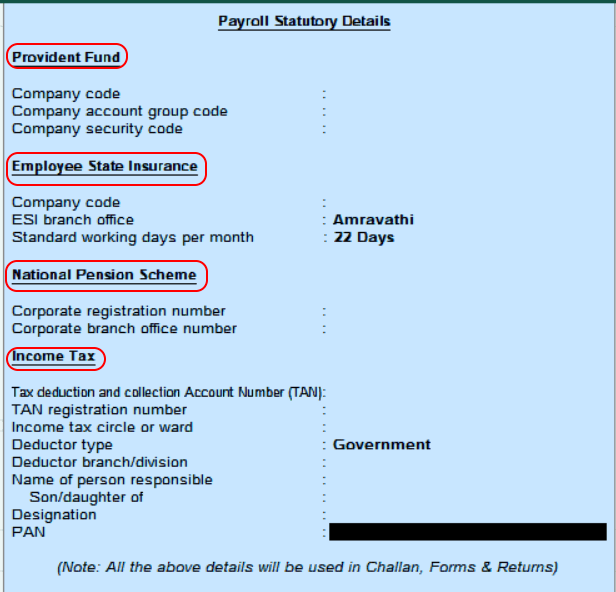 Payroll Statutory Details
Provident Fund
Company code :
Company account group code :
Company security code :
Employee State Insurance
Company code :
ESI branch office : Amravathi
Standard working days per month : 22 Days
National Pension Scheme
Corporate registration number :
Corporate branch office number :
Income Tax
Tax deduction and collection Account Number (TAN):
TAN registration number :
Income tax circle or ward :
Deductor type : Government
Deductor branch/division :
Name of person responsible :
Son/daughter of :
Designation :
PAN :
(Note: All the above details will be used in Challan, Forms & Returns)